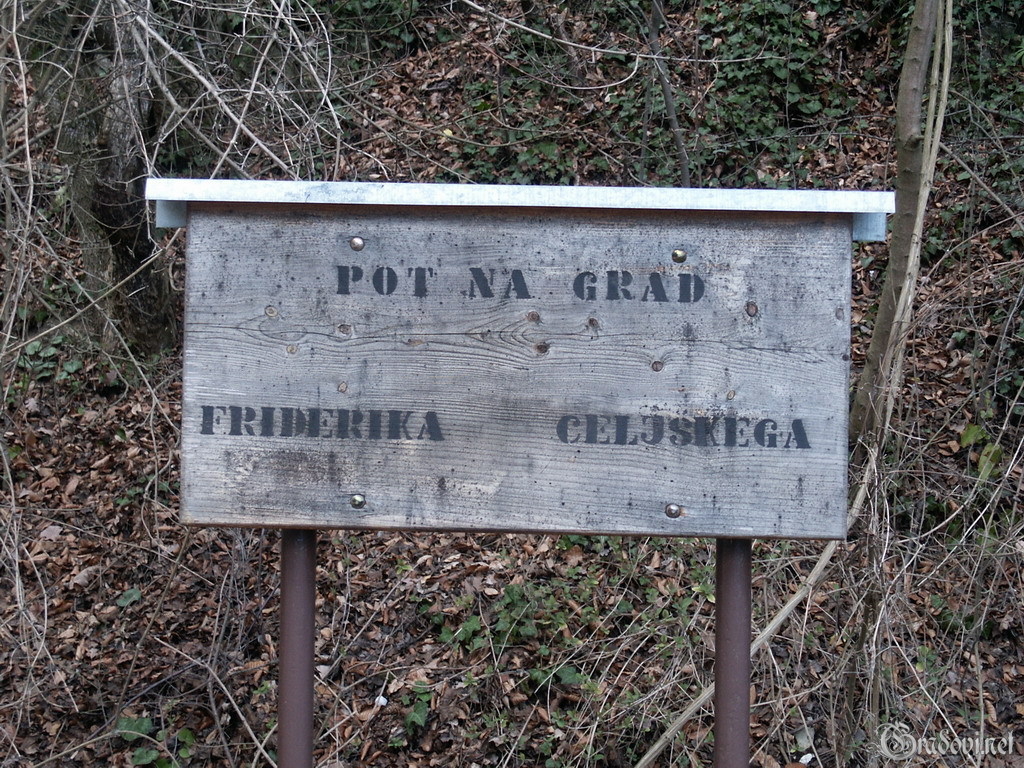 POT NA GRAD
FRIDERIKA CELJSKEGA
Gradovi.net